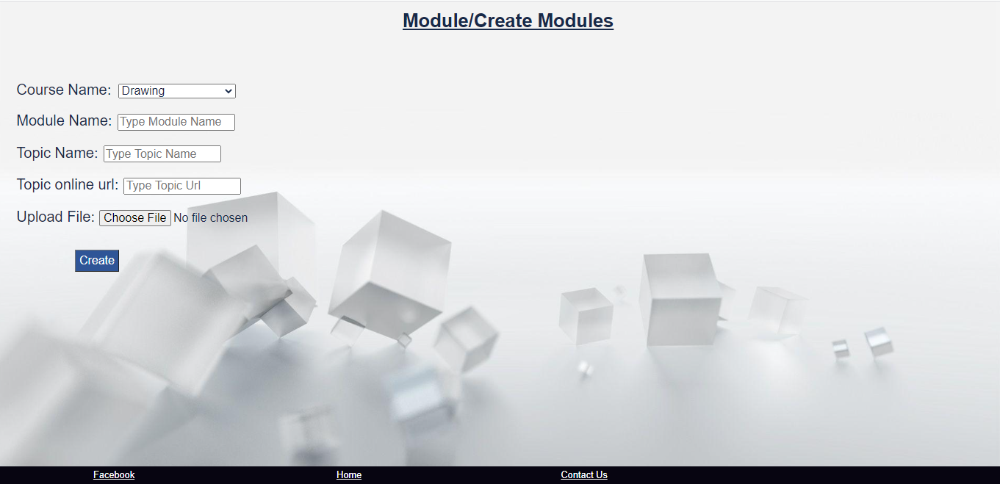 Module/Create Modules
Course Name: Drawing
Module Name: Type Module Name
Topic Name: Type Topic Name
Topic online url: Type Topic Url
Upload File: Choose File No file chosen
Create
Facebook Home Contact Us